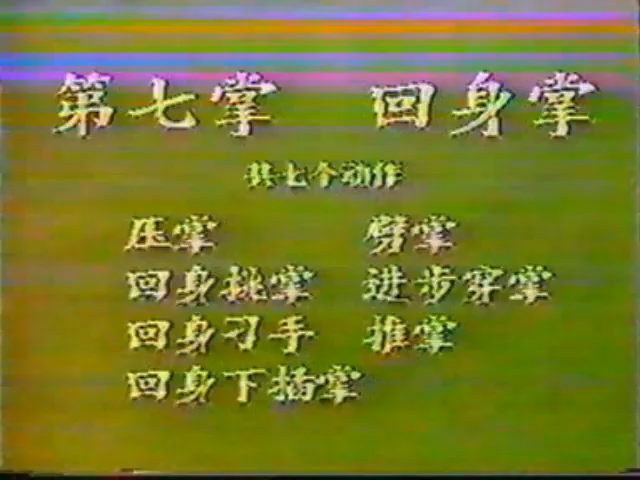 第七掌 回身掌
共七个动作
压掌 劈掌
回身挑掌 进步穿掌
回身刁手 推掌
回身下插掌